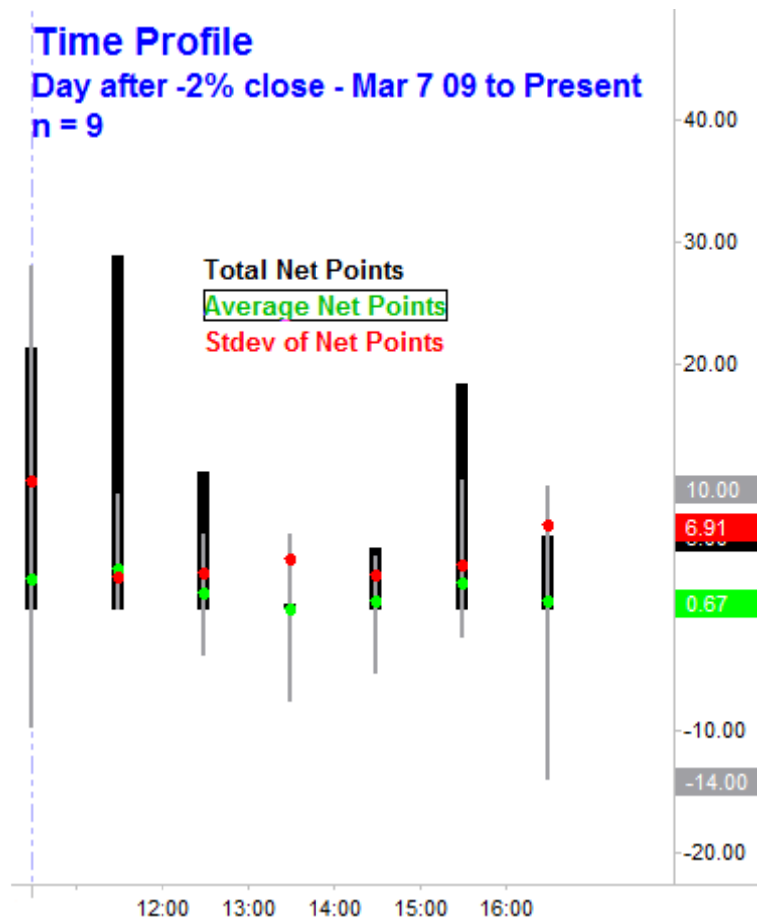 Time Profile
Day after -2% close - Mar 7 09 to Present
n = 9
40.00
30.00
Total Net Points
Average Net Points
Stdev of Net Points
20.00
10.00
6.91
0.67
-10.00
-14.00
-20.00
12:00 13:00 14:00 15:00 16:00